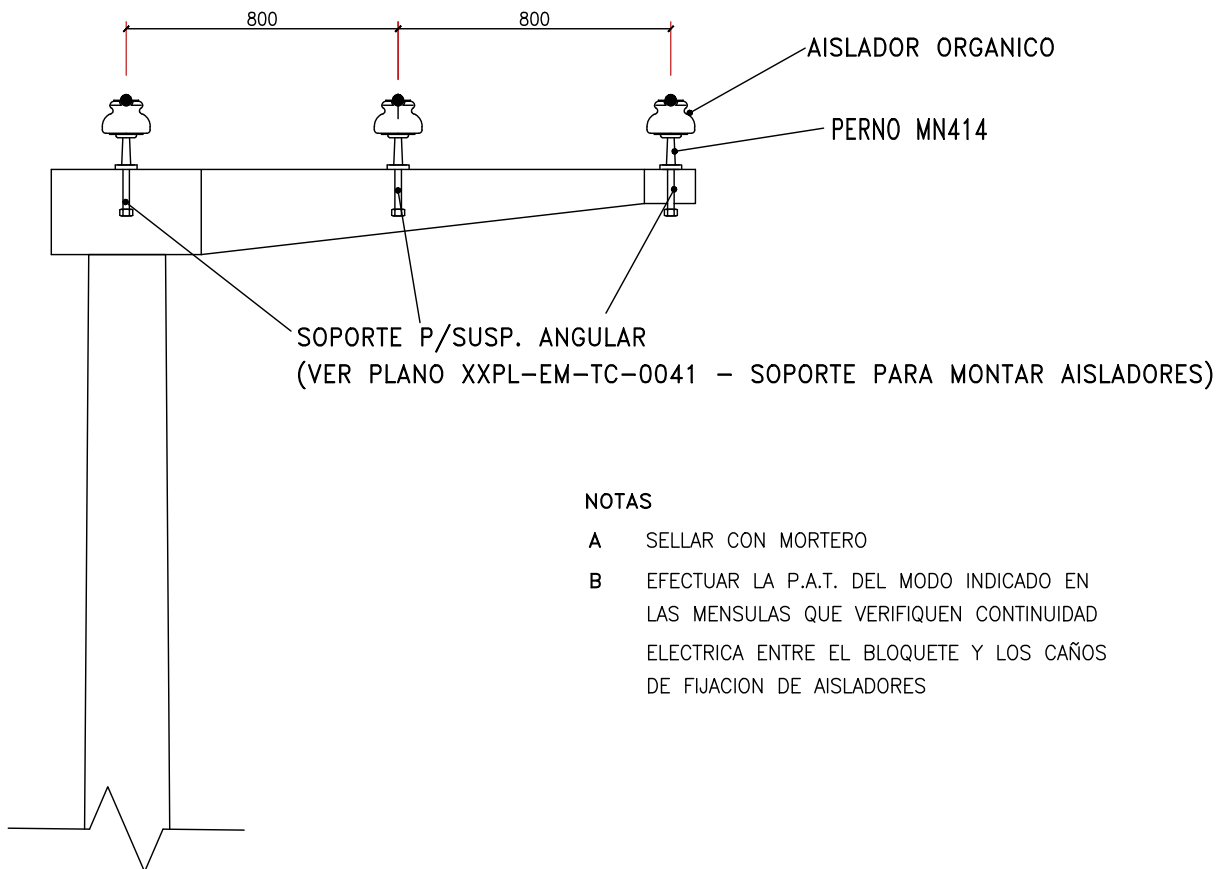 800
800
AISLADOR ORGANICO
PERNO MN414
SOPORTE P/SUSP. ANGULAR
(VER PLANO XXPL-EM-TC-0041 - SOPORTE PARA MONTAR AISLADORES)
NOTAS
A SELLAR CON MORTERO
B EFECTUAR LA P.A.T. DEL MODO INDICADO EN
LAS MENSULAS QUE VERIFIQUEN CONTINUIDAD
ELECTRICA ENTRE EL BLOQUETE Y LOS CAÑOS
DE FIJACION DE AISLADORES